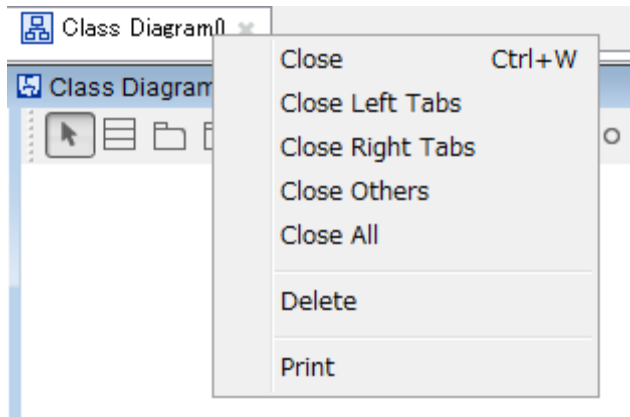 Class Diagram0
Class Diagram
Close Ctrl+W
Close Left Tabs
Close Right Tabs
Close Others
Close All
Delete
Print